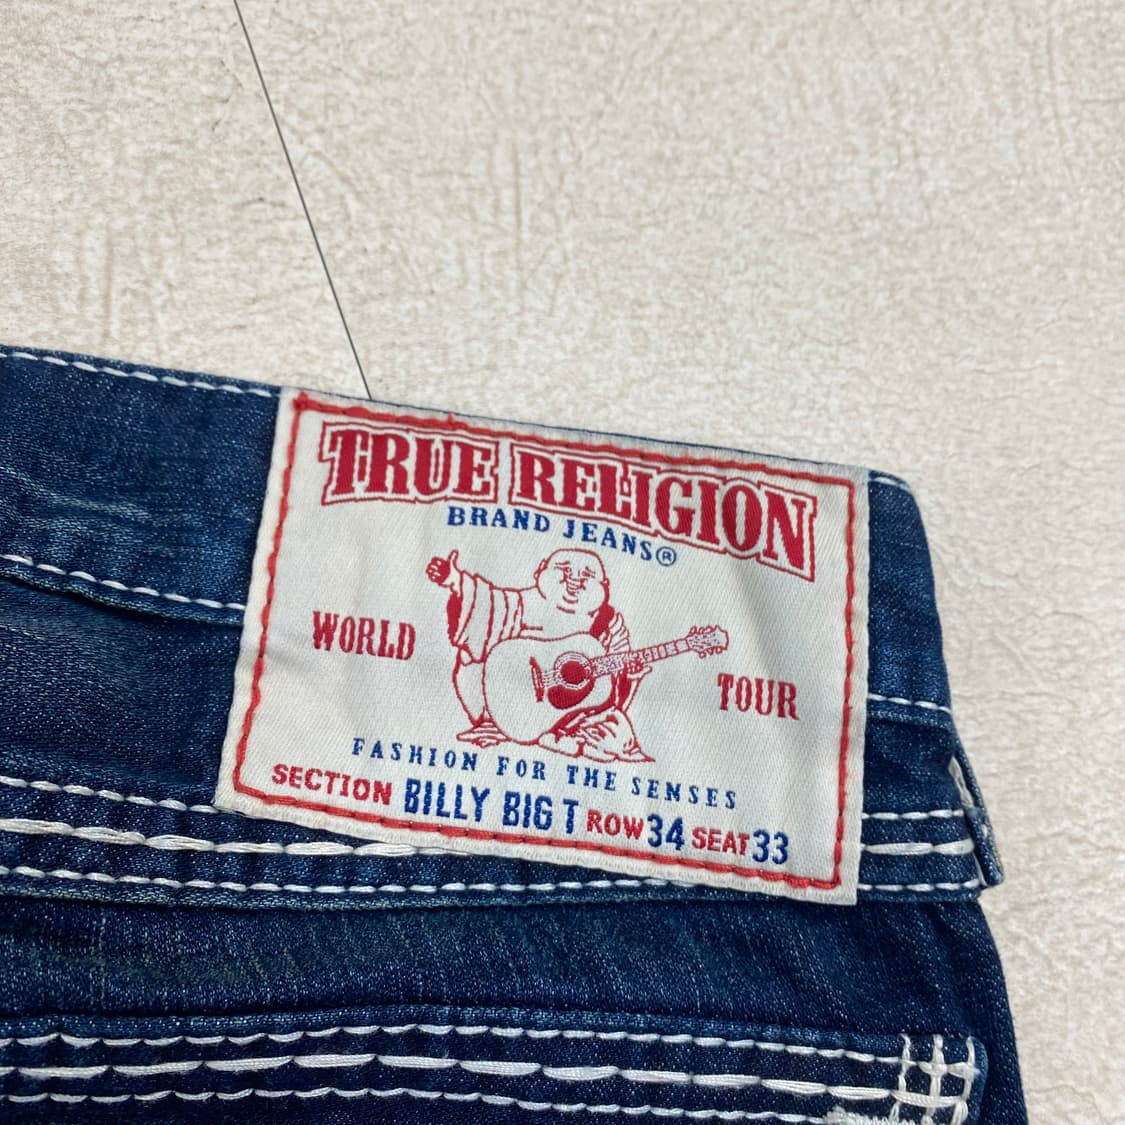 TRUE RELIGION
BRAND JEANS®
WORLD TOUR
FASHION FOR THE SENSES
SECTION BILLY BIG T ROW 34 SEAT 33